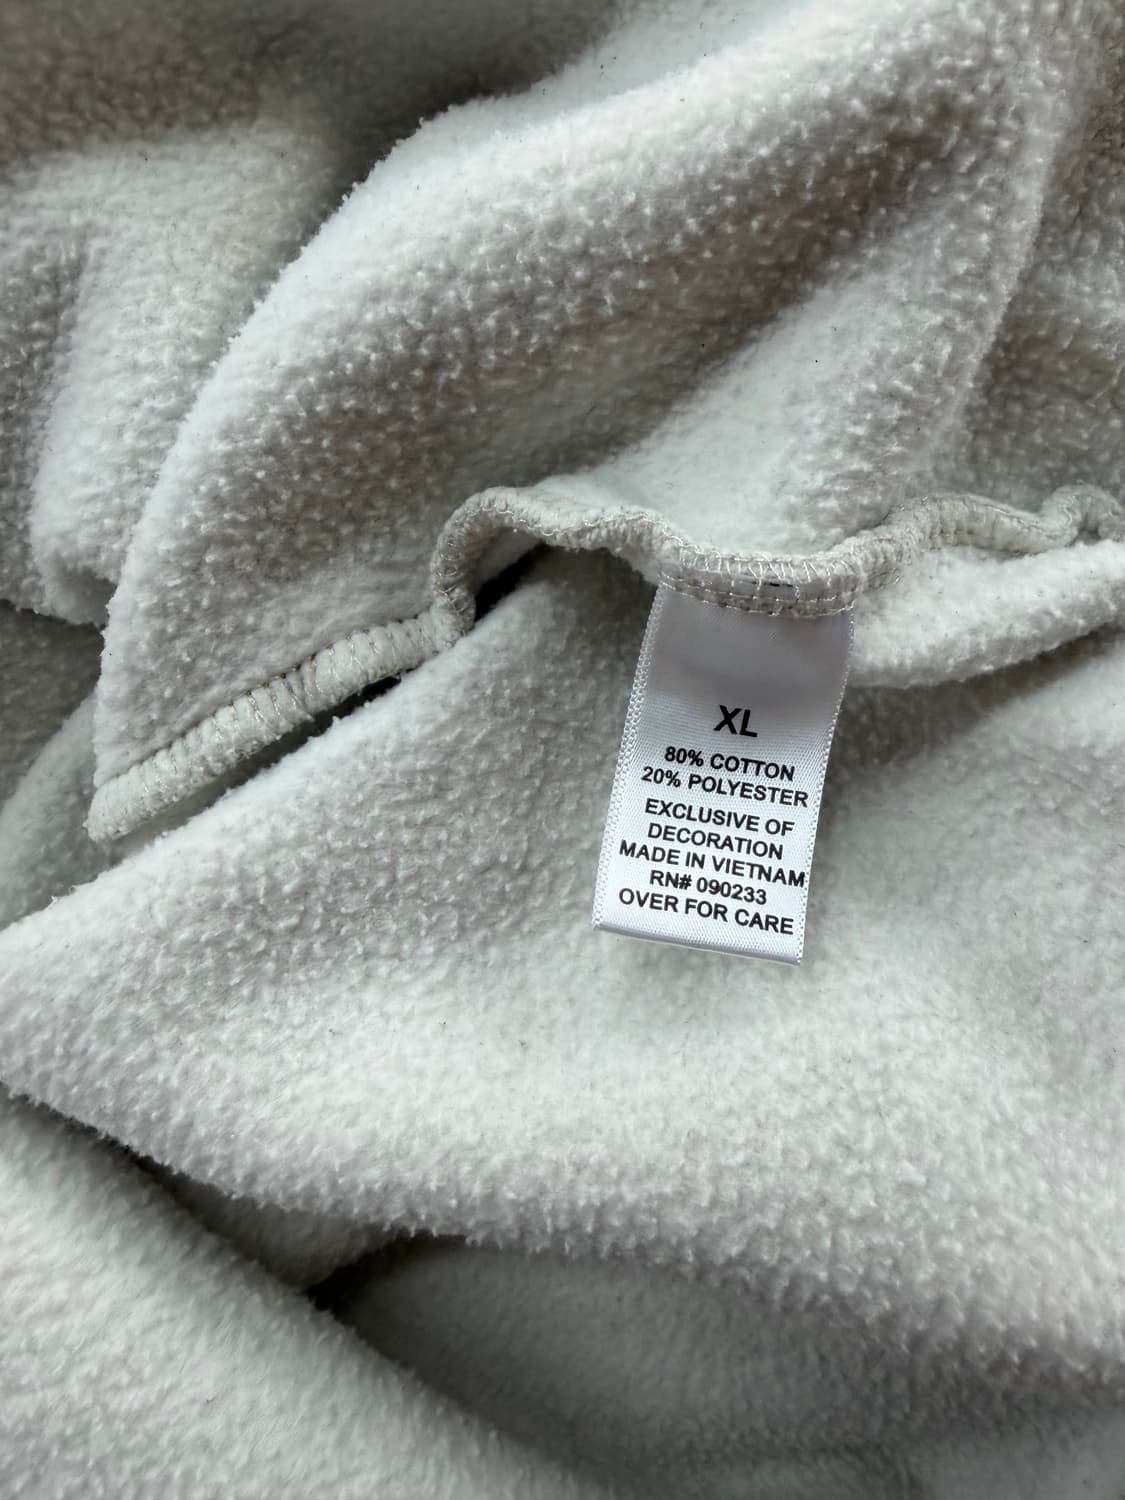 XL
80% COTTON
20% POLYESTER
EXCLUSIVE OF
DECORATION
MADE IN VIETNAM
RN# 090233
OVER FOR CARE